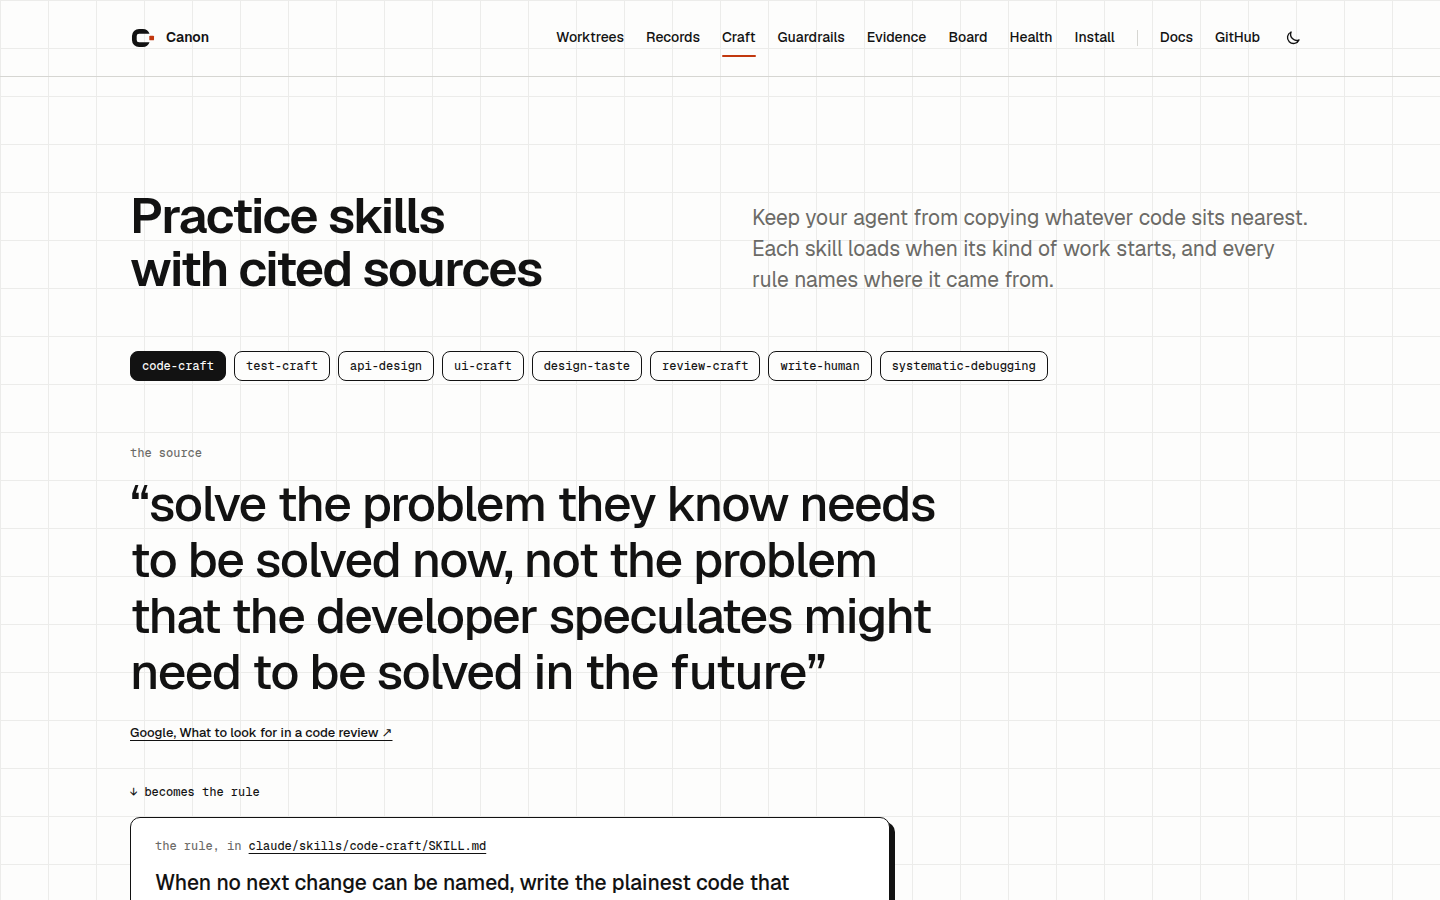 Canon
Worktrees Records Craft Guardrails Evidence Board Health Install Docs GitHub
Practice skills
with cited sources
Keep your agent from copying whatever code sits nearest.
Each skill loads when its kind of work starts, and every
rule names where it came from.
code-craft test-craft api-design ui-craft design-taste review-craft write-human systematic-debugging
the source
“solve the problem they know needs
to be solved now, not the problem
that the developer speculates might
need to be solved in the future”
Google, What to look for in a code review ↗
↓ becomes the rule
the rule, in claude/skills/code-craft/SKILL.md
When no next change can be named, write the plainest code that